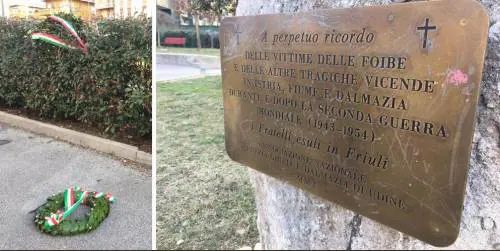 A perpetuo ricordo
DELLE VITTIME DELLE FOIBE
E DELLE ALTRE TRAGICHE VICENDE
IN ISTRIA, FIUME E DALMAZIA
DURANTE E DOPO LA SECONDA GUERRA
MONDIALE (1943-1954).
I Fratelli esuli in Friuli
ASSOCIAZIONE NAZIONALE
VENEZIA GIULIA E DALMAZIA DI UDINE